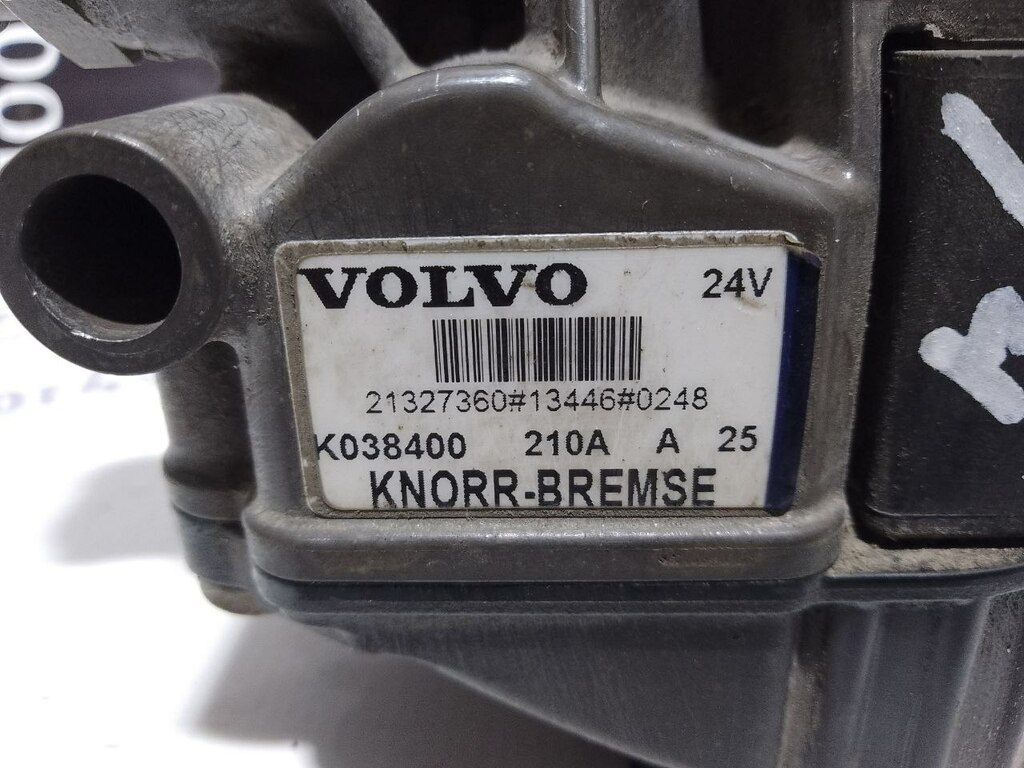 VOLVO 24V
21327360#13446#0248
K038400 210A A 25
KNORR-BREMSE